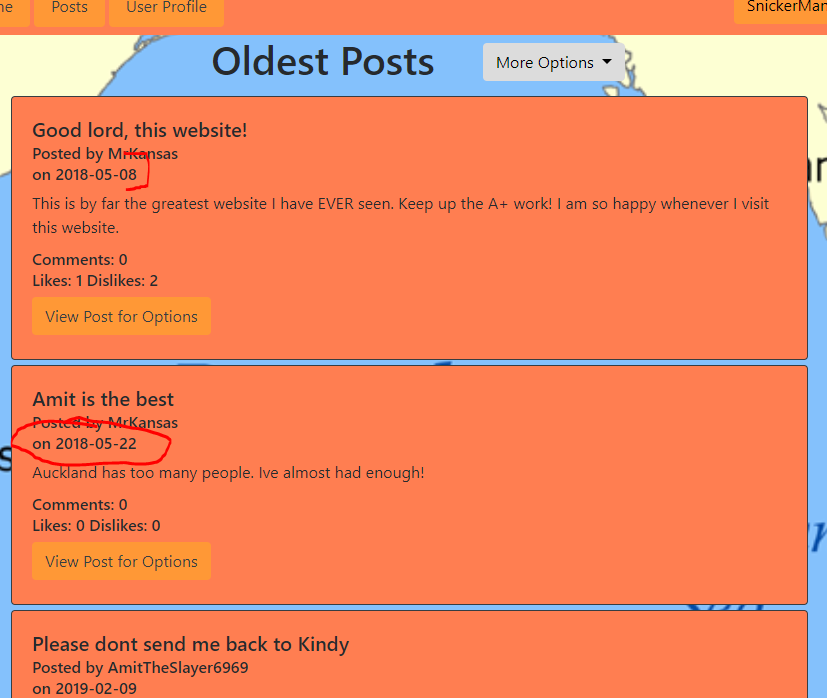 Posts User Profile
Oldest Posts More Options
Good lord, this website!
Posted by MrKansas
on 2018-05-08
This is by far the greatest website I have EVER seen. Keep up the A+ work! I am so happy whenever I visit
this website.
Comments: 0
Likes: 1 Dislikes: 2
View Post for Options
Amit is the best
Posted by MrKansas
on 2018-05-22
Auckland has too many people. Ive almost had enough!
Comments: 0
Likes: 0 Dislikes: 0
View Post for Options
Please dont send me back to Kindy
Posted by AmitTheSlayer6969
on 2019-02-09